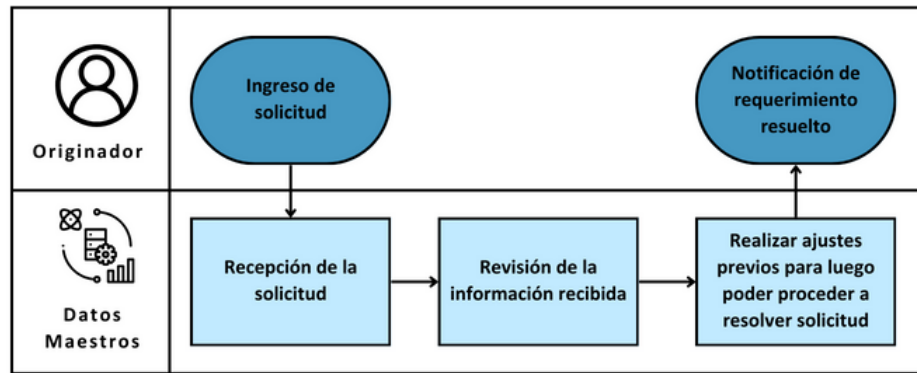 Originador
Ingreso de
solicitud
Notificación de
requerimiento
resuelto
Datos
Maestros
Recepción de la
solicitud
Revisión de la
información recibida
Realizar ajustes
previos para luego
poder proceder a
resolver solicitud